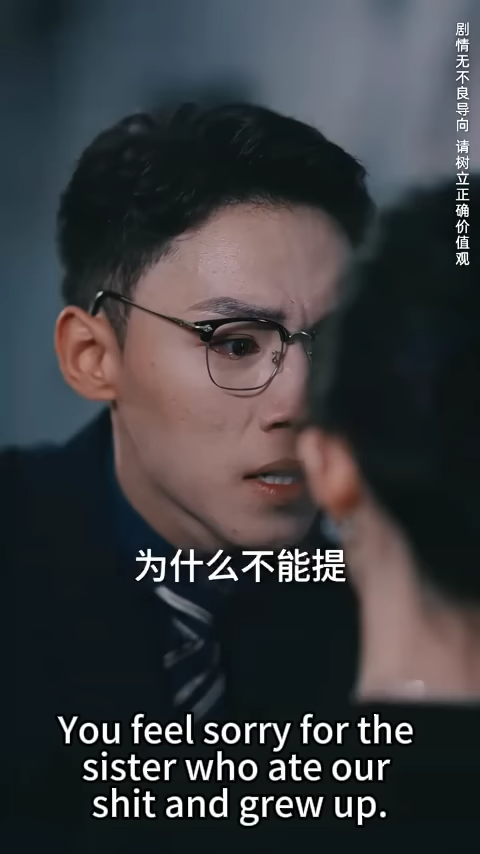 剧情无不良导向 请树立正确价值观
为什么不能提
You feel sorry for the
sister who ate our
shit and grew up.